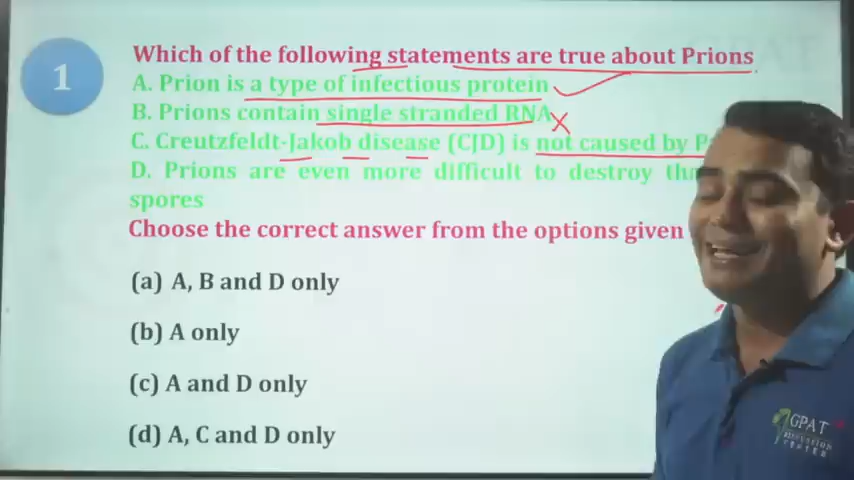 1
Which of the following statements are true about Prions
A. Prion is a type of infectious protein
B. Prions contain single stranded RNA
C. Creutzfeldt-Jakob disease (CJD) is not caused by
D. Prions are even more difficult to destroy
spores
Choose the correct answer from the options given
(a) A, B and D only
(b) A only
(c) A and D only
(d) A, C and D only
GPAT